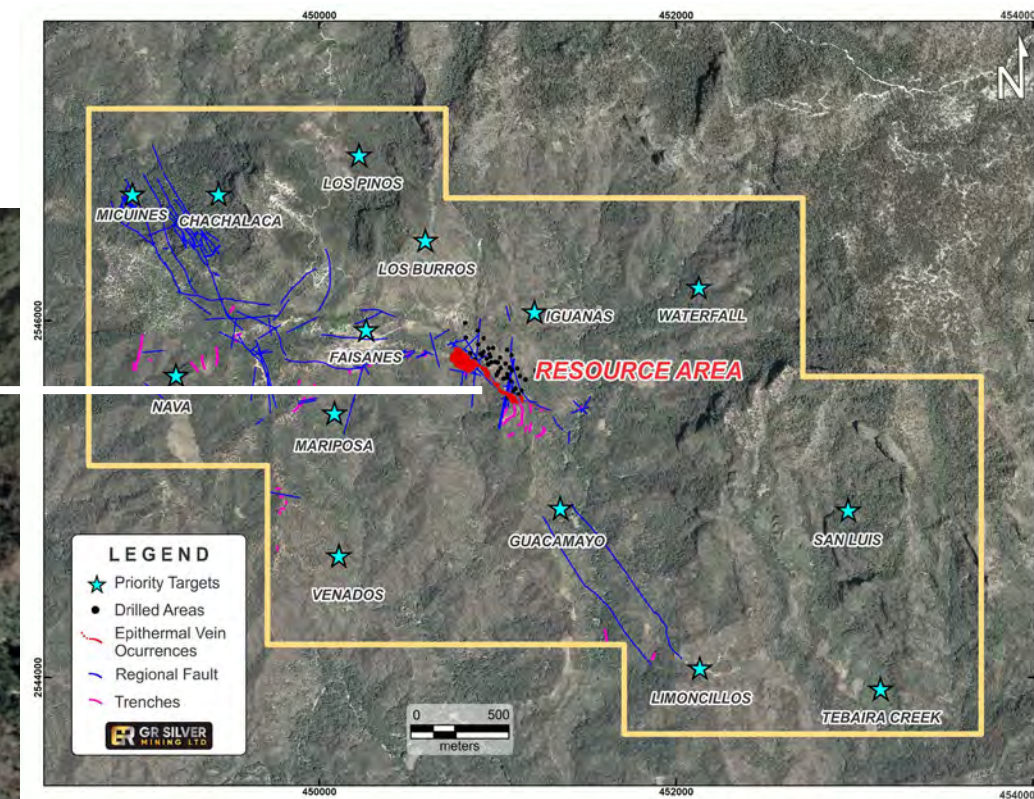 450000
452000
454000
N
LOS PINOS
MICUINES
CHACHALACA
LOS BURROS
WATERFALL
IGUANAS
2546000
FAISANES
RESOURCE AREA
NAVA
MARIPOSA
GUACAMAYO
SAN LUIS
VENADOS
LEGEND
Priority Targets
Drilled Areas
Epithermal Vein
Ocurrences
Regional Fault
Trenches
GR SILVER
MINING LTD
2544000
LIMONCILLOS
TEBAIRA CREEK
0 500
meters
450000
452000
454000